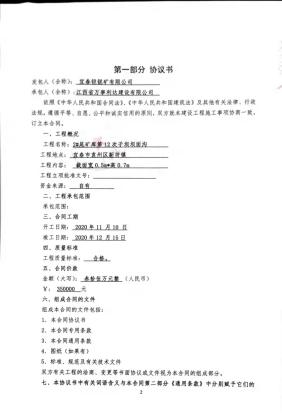 第一部分 协议书
发包人（全称）： 宜春钽铌矿有限公司
承包人（全称）： 江西省万事利达建设有限公司
依照《中华人民共和国合同法》、《中华人民共和国建筑法》及其他有关法律、行政
法规，遵循平等、自愿、公平和诚实信用的原则，双方就本建设工程施工事项协商一致，
订立本合同。
一、工程概况
工程名称： 2#尾矿库第12次子坝坝面沟
工程地点： 宜春市袁州区新坊镇
工程内容： 截面宽0.5m*高0.7m
工程立项批准文号：
资金来源： 自有
二、工程承包范围
承包范围：
三、合同工期
开工日期： 2020 年 11 月 10 日
竣工日期： 2020 年 12 月 15 日
四、质量标准
工程质量标准： 合格。
五、合同价款
金额（大写）： 叁拾伍万元整 （人民币）
¥： 350000 元
六、组成合同的文件
组成本合同的文件包括：
1、本合同协议书
2、本合同专用条款
3、本合同通用条款
4、图纸（如果有）
5、标准、规范及有关技术文件
双方有关工程的洽商、变更等书面协议或文件视为本合同的组成部分。
七、本协议书中有关词语含义与本合同第二部分《通用条款》中分别赋予它们的
2